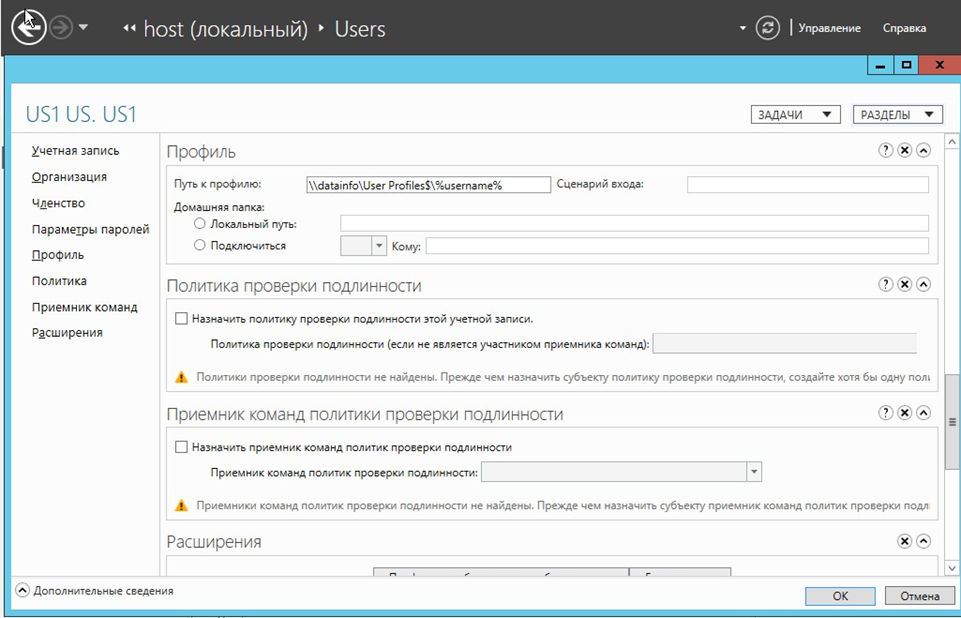 host (локальный) Users Управление Справка
US1 US. US1 ЗАДАЧИ РАЗДЕЛЫ
Учетная запись
Организация
Членство
Параметры паролей
Профиль
Политика
Приемник команд
Расширения
Профиль
Путь к профилю: \\datainfo\User Profiles$\%username% Сценарий входа:
Домашняя папка:
Локальный путь:
Подключиться Кому:
Политика проверки подлинности
Назначить политику проверки подлинности этой учетной записи.
Политика проверки подлинности (если не является участником приемника команд):
Политики проверки подлинности не найдены. Прежде чем назначить субъекту политику проверки подлинности, создайте хотя бы одну поли
Приемник команд политики проверки подлинности
Назначить приемник команд политик проверки подлинности
Приемник команд политик проверки подлинности:
Приемники команд политик проверки подлинности не найдены. Прежде чем назначить субъекту приемник команд политик проверки подл
Расширения
Дополнительные сведения ОК Отмена